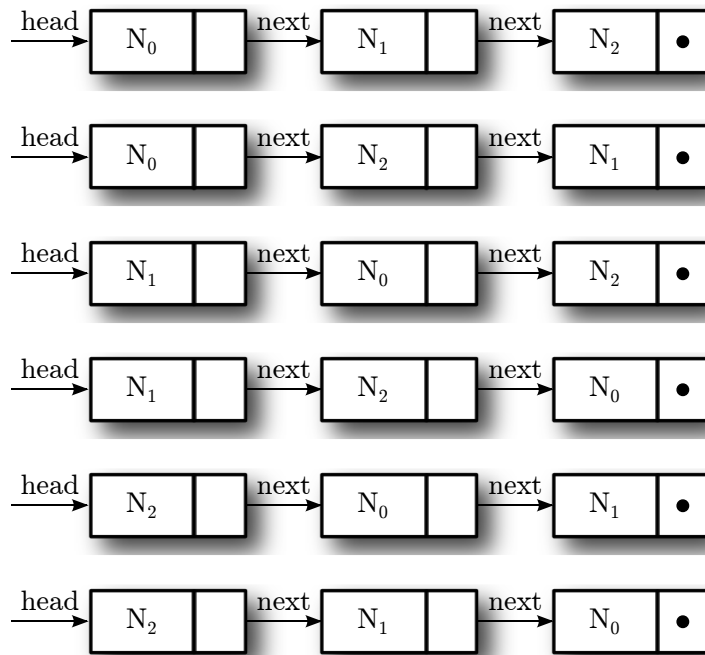 head N₀ next N₁ next N₂
head N₀ next N₂ next N₁
head N₁ next N₀ next N₂
head N₁ next N₂ next N₀
head N₂ next N₀ next N₁
head N₂ next N₁ next N₀